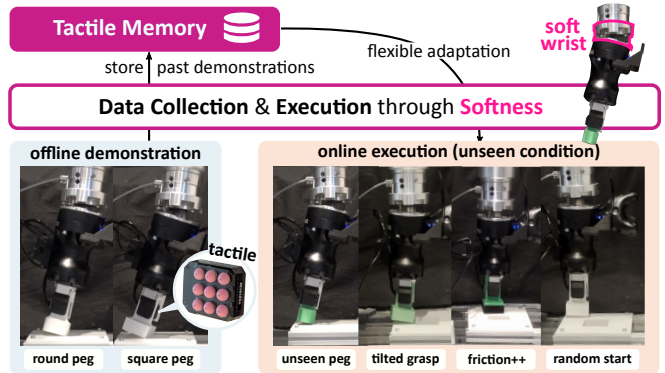 Tactile Memory
soft
wrist
flexible adaptation
store past demonstrations
Data Collection & Execution through Softness
offline demonstration
online execution (unseen condition)
tactile
round peg
square peg
unseen peg
tilted grasp
friction++
random start